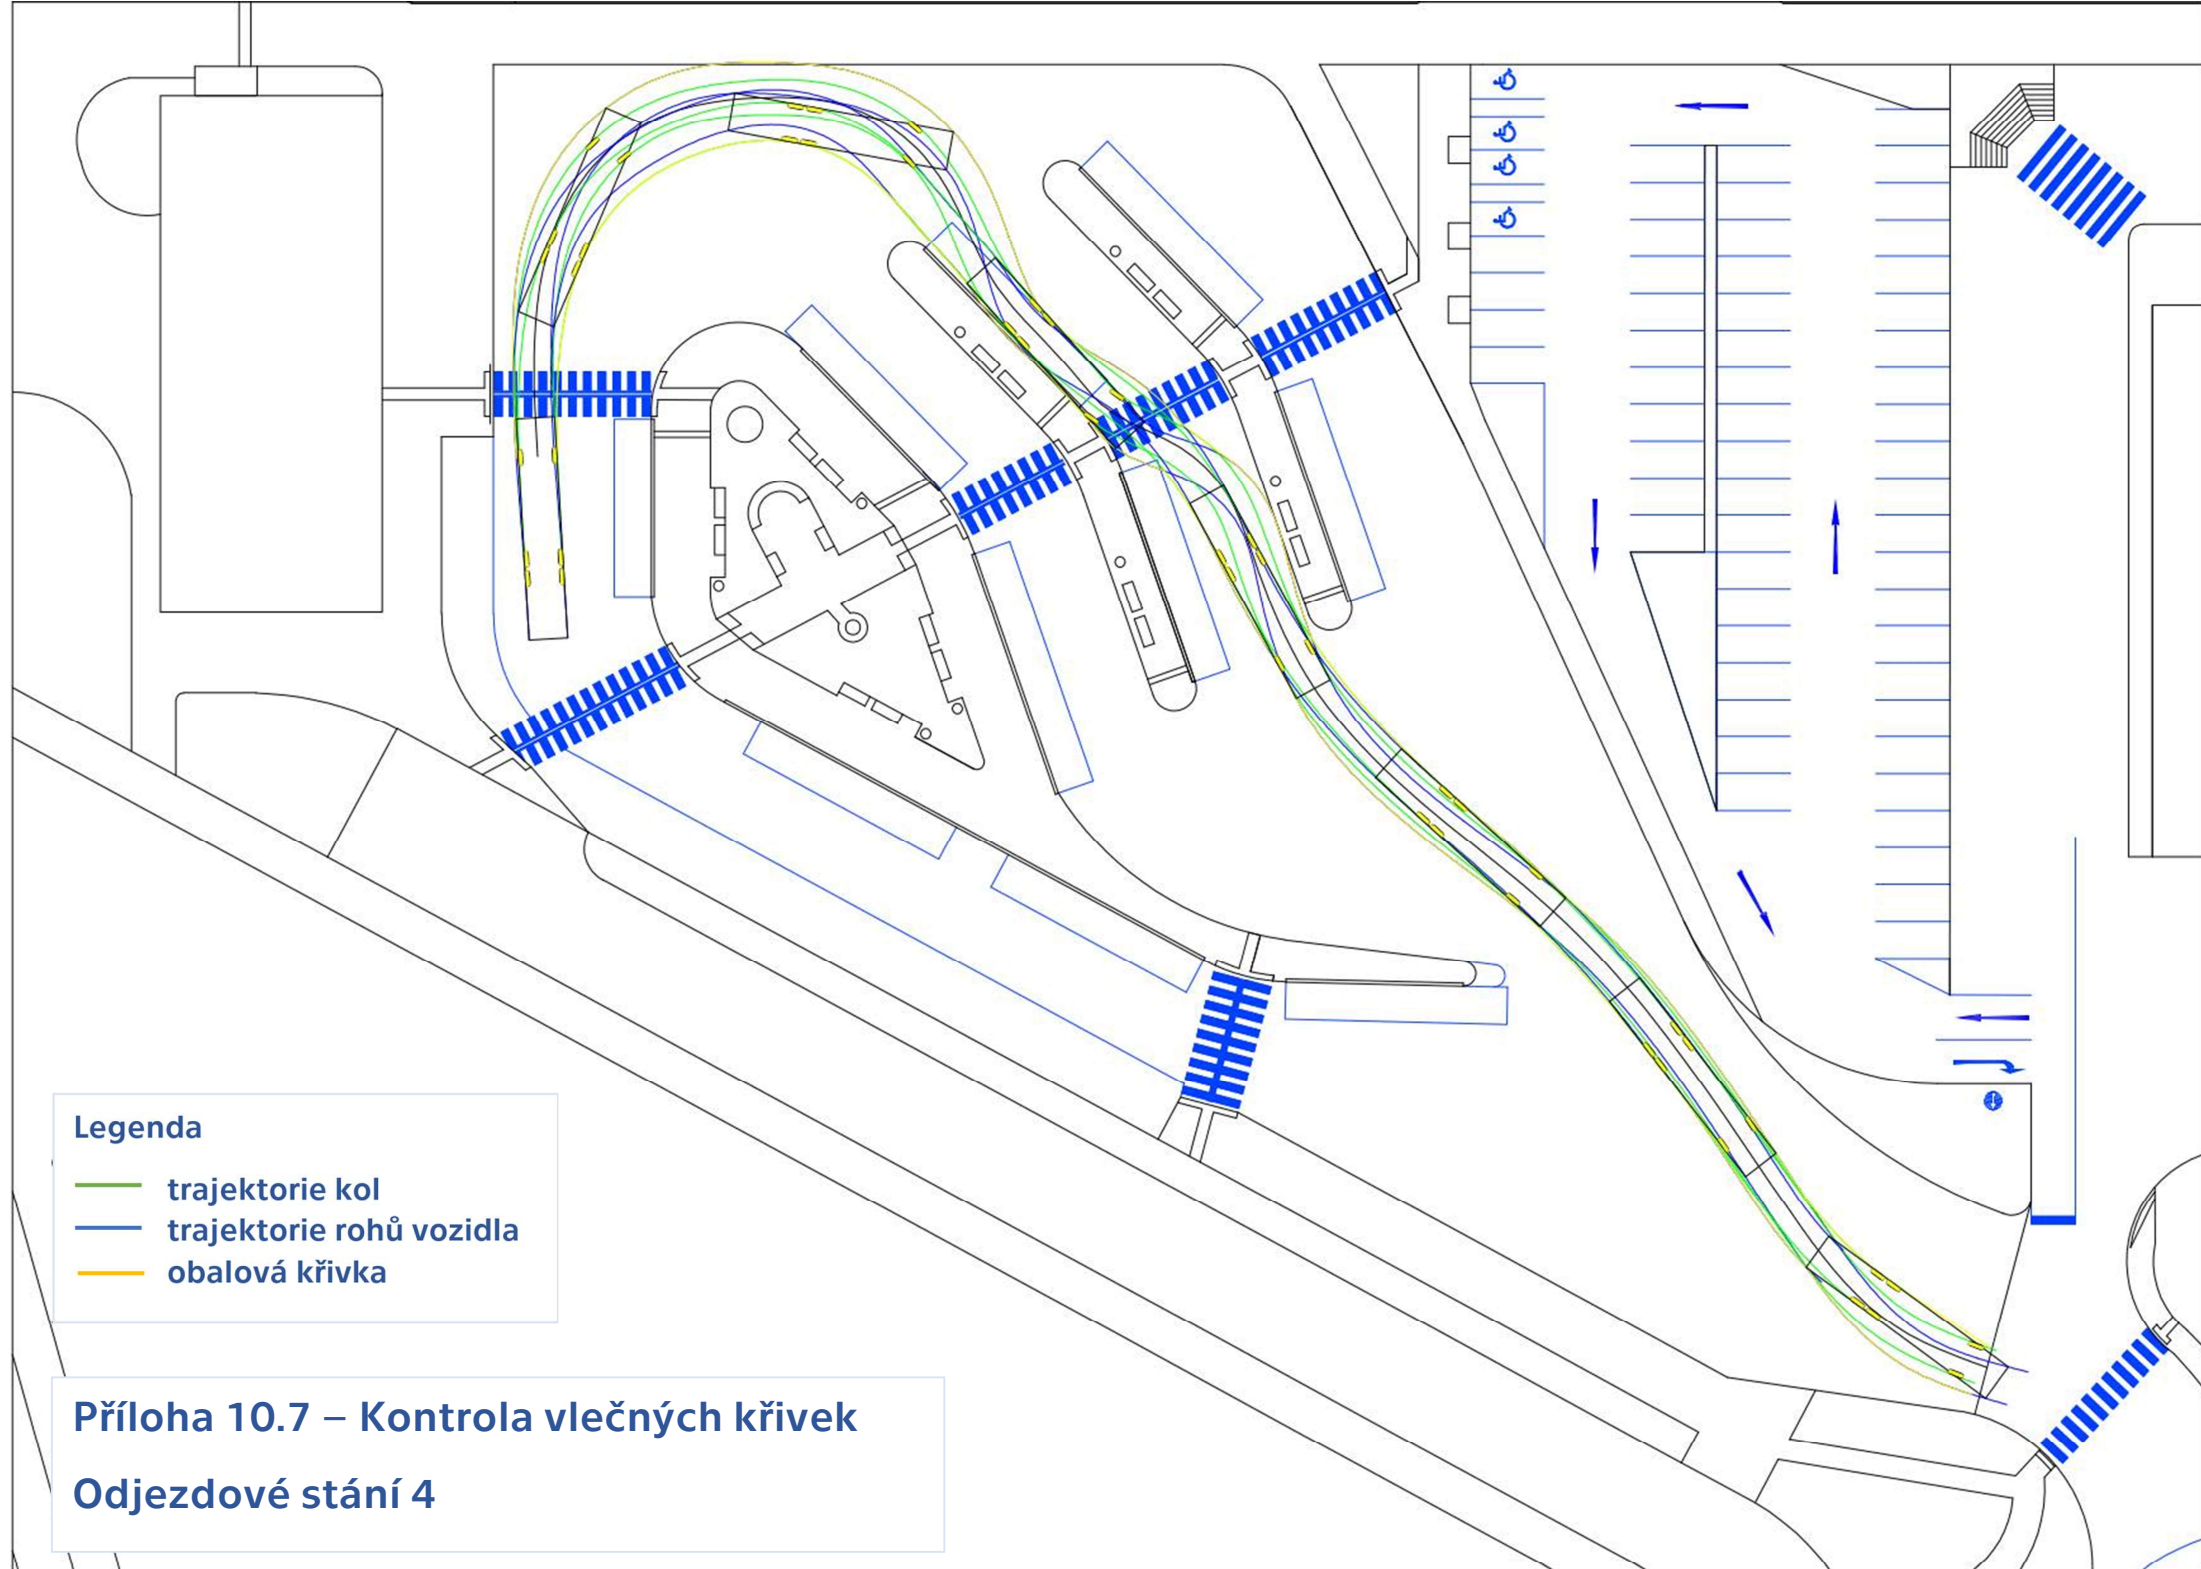 Legenda
trajektorie kol
trajektorie rohů vozidla
obalová křivka
Příloha 10.7 – Kontrola vlečných křivek
Odjezdové stání 4